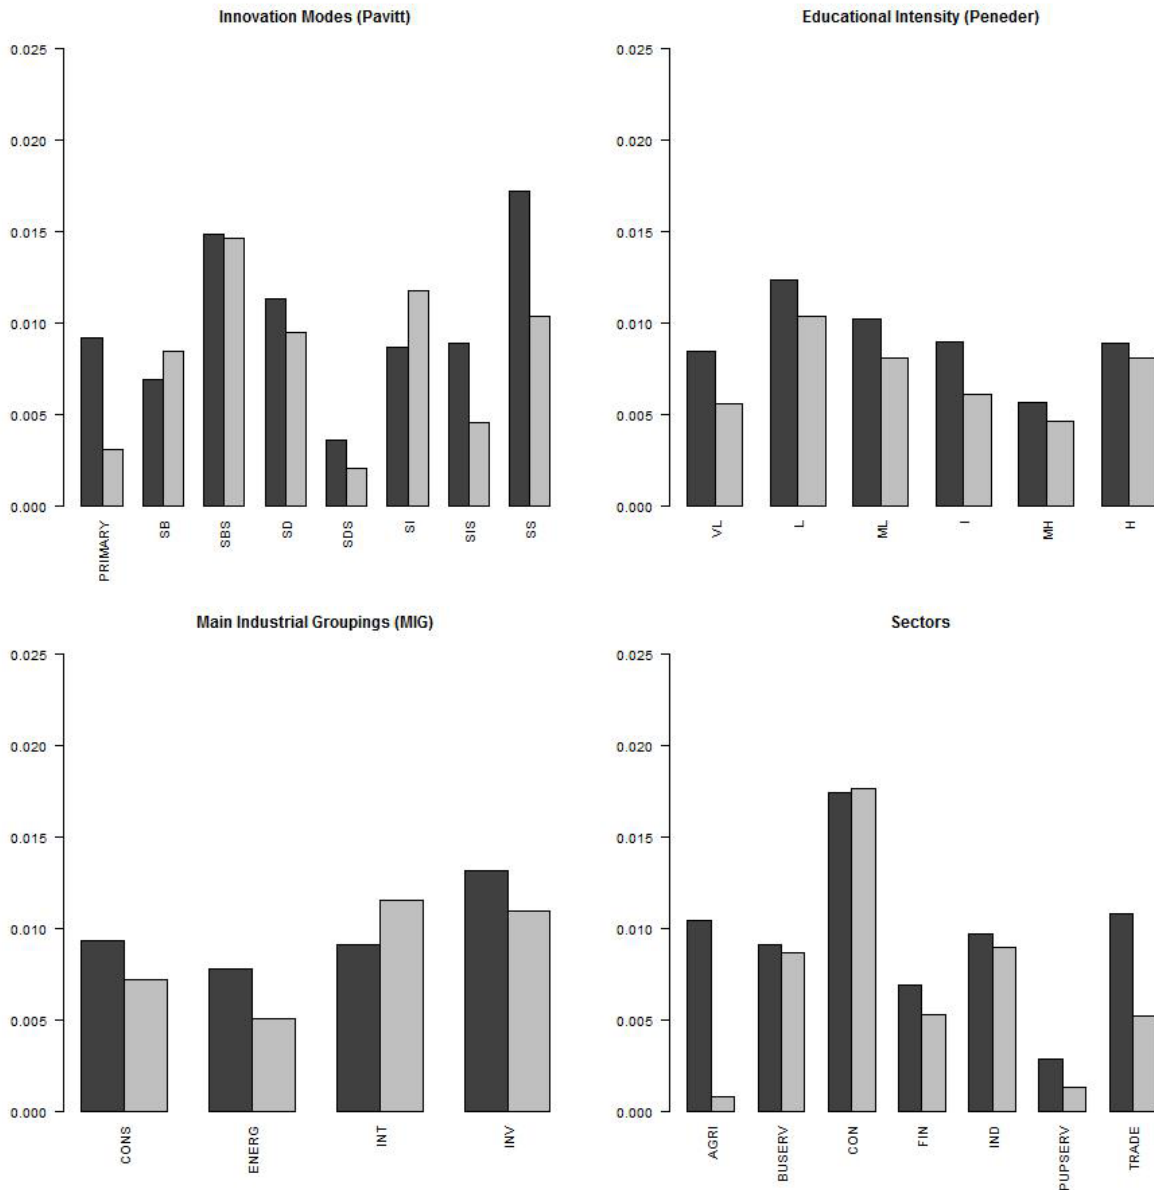 Innovation Modes (Pavitt)
0.025
0.020
0.015
0.010
0.005
0.000
PRIMARY
SB
SBS
SD
SDS
SI
SIS
SS
Educational Intensity (Peneder)
0.025
0.020
0.015
0.010
0.005
0.000
VL
L
ML
I
MH
H
Main Industrial Groupings (MIG)
0.025
0.020
0.015
0.010
0.005
0.000
CONS
ENERG
INT
INV
Sectors
0.025
0.020
0.015
0.010
0.005
0.000
AGRI
BUSERV
CON
FIN
IND
PUPSERV
TRADE